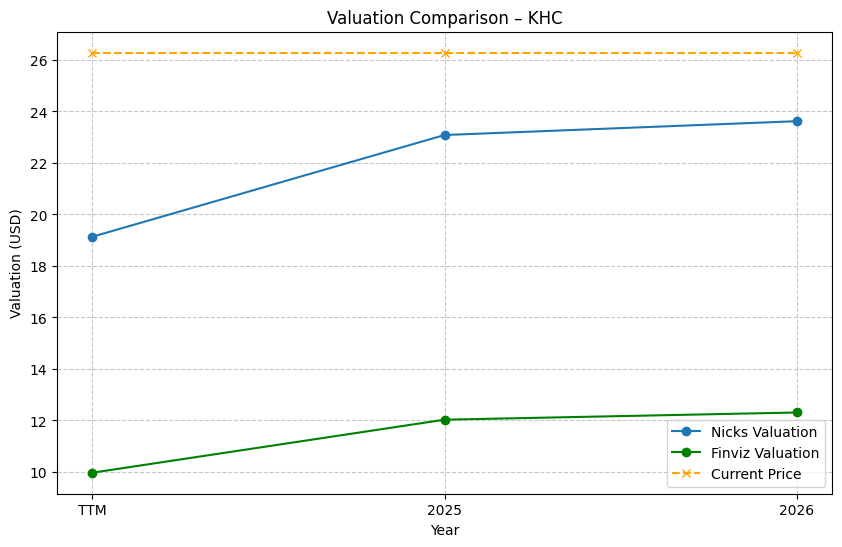 Valuation Comparison – KHC
Valuation (USD)
26
24
22
20
18
16
14
12
10
TTM
2025
2026
Year
Nicks Valuation
Finviz Valuation
Current Price